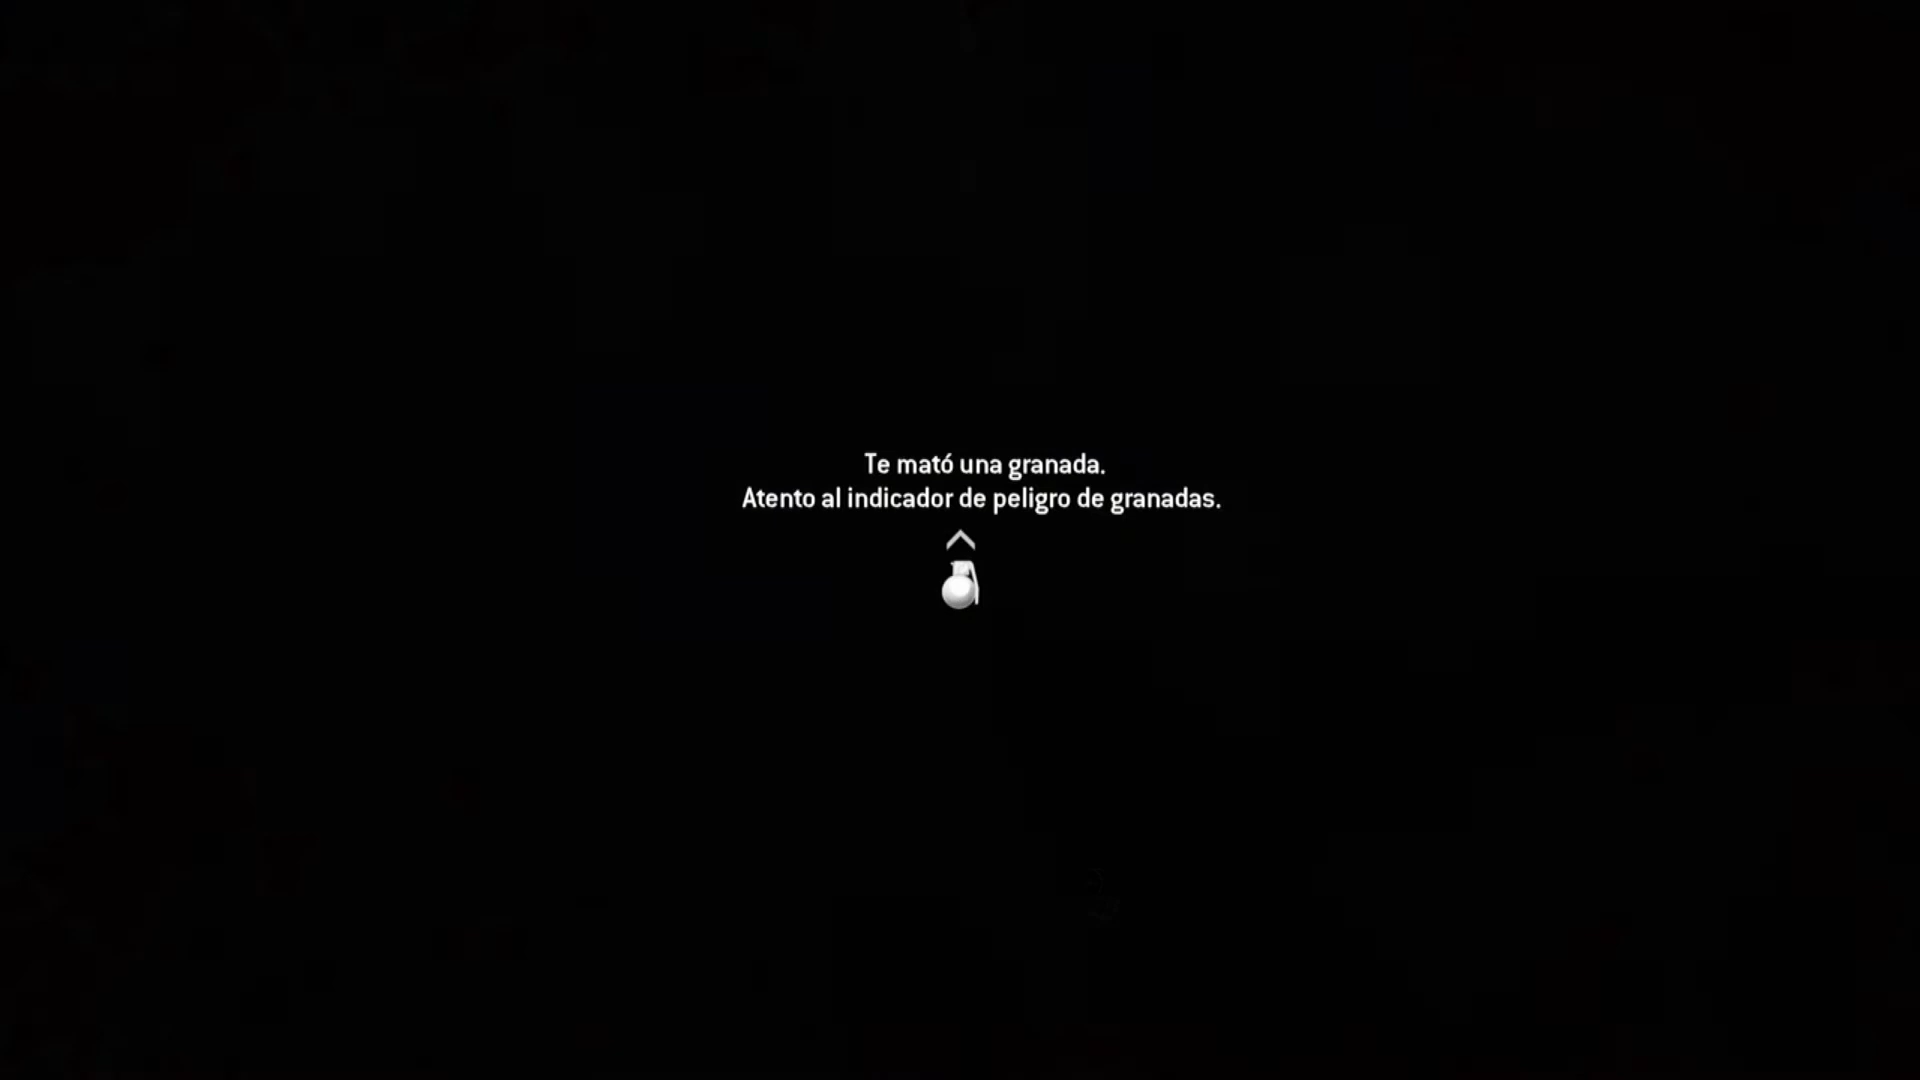 Te mató una granada.
Atento al indicador de peligro de granadas.